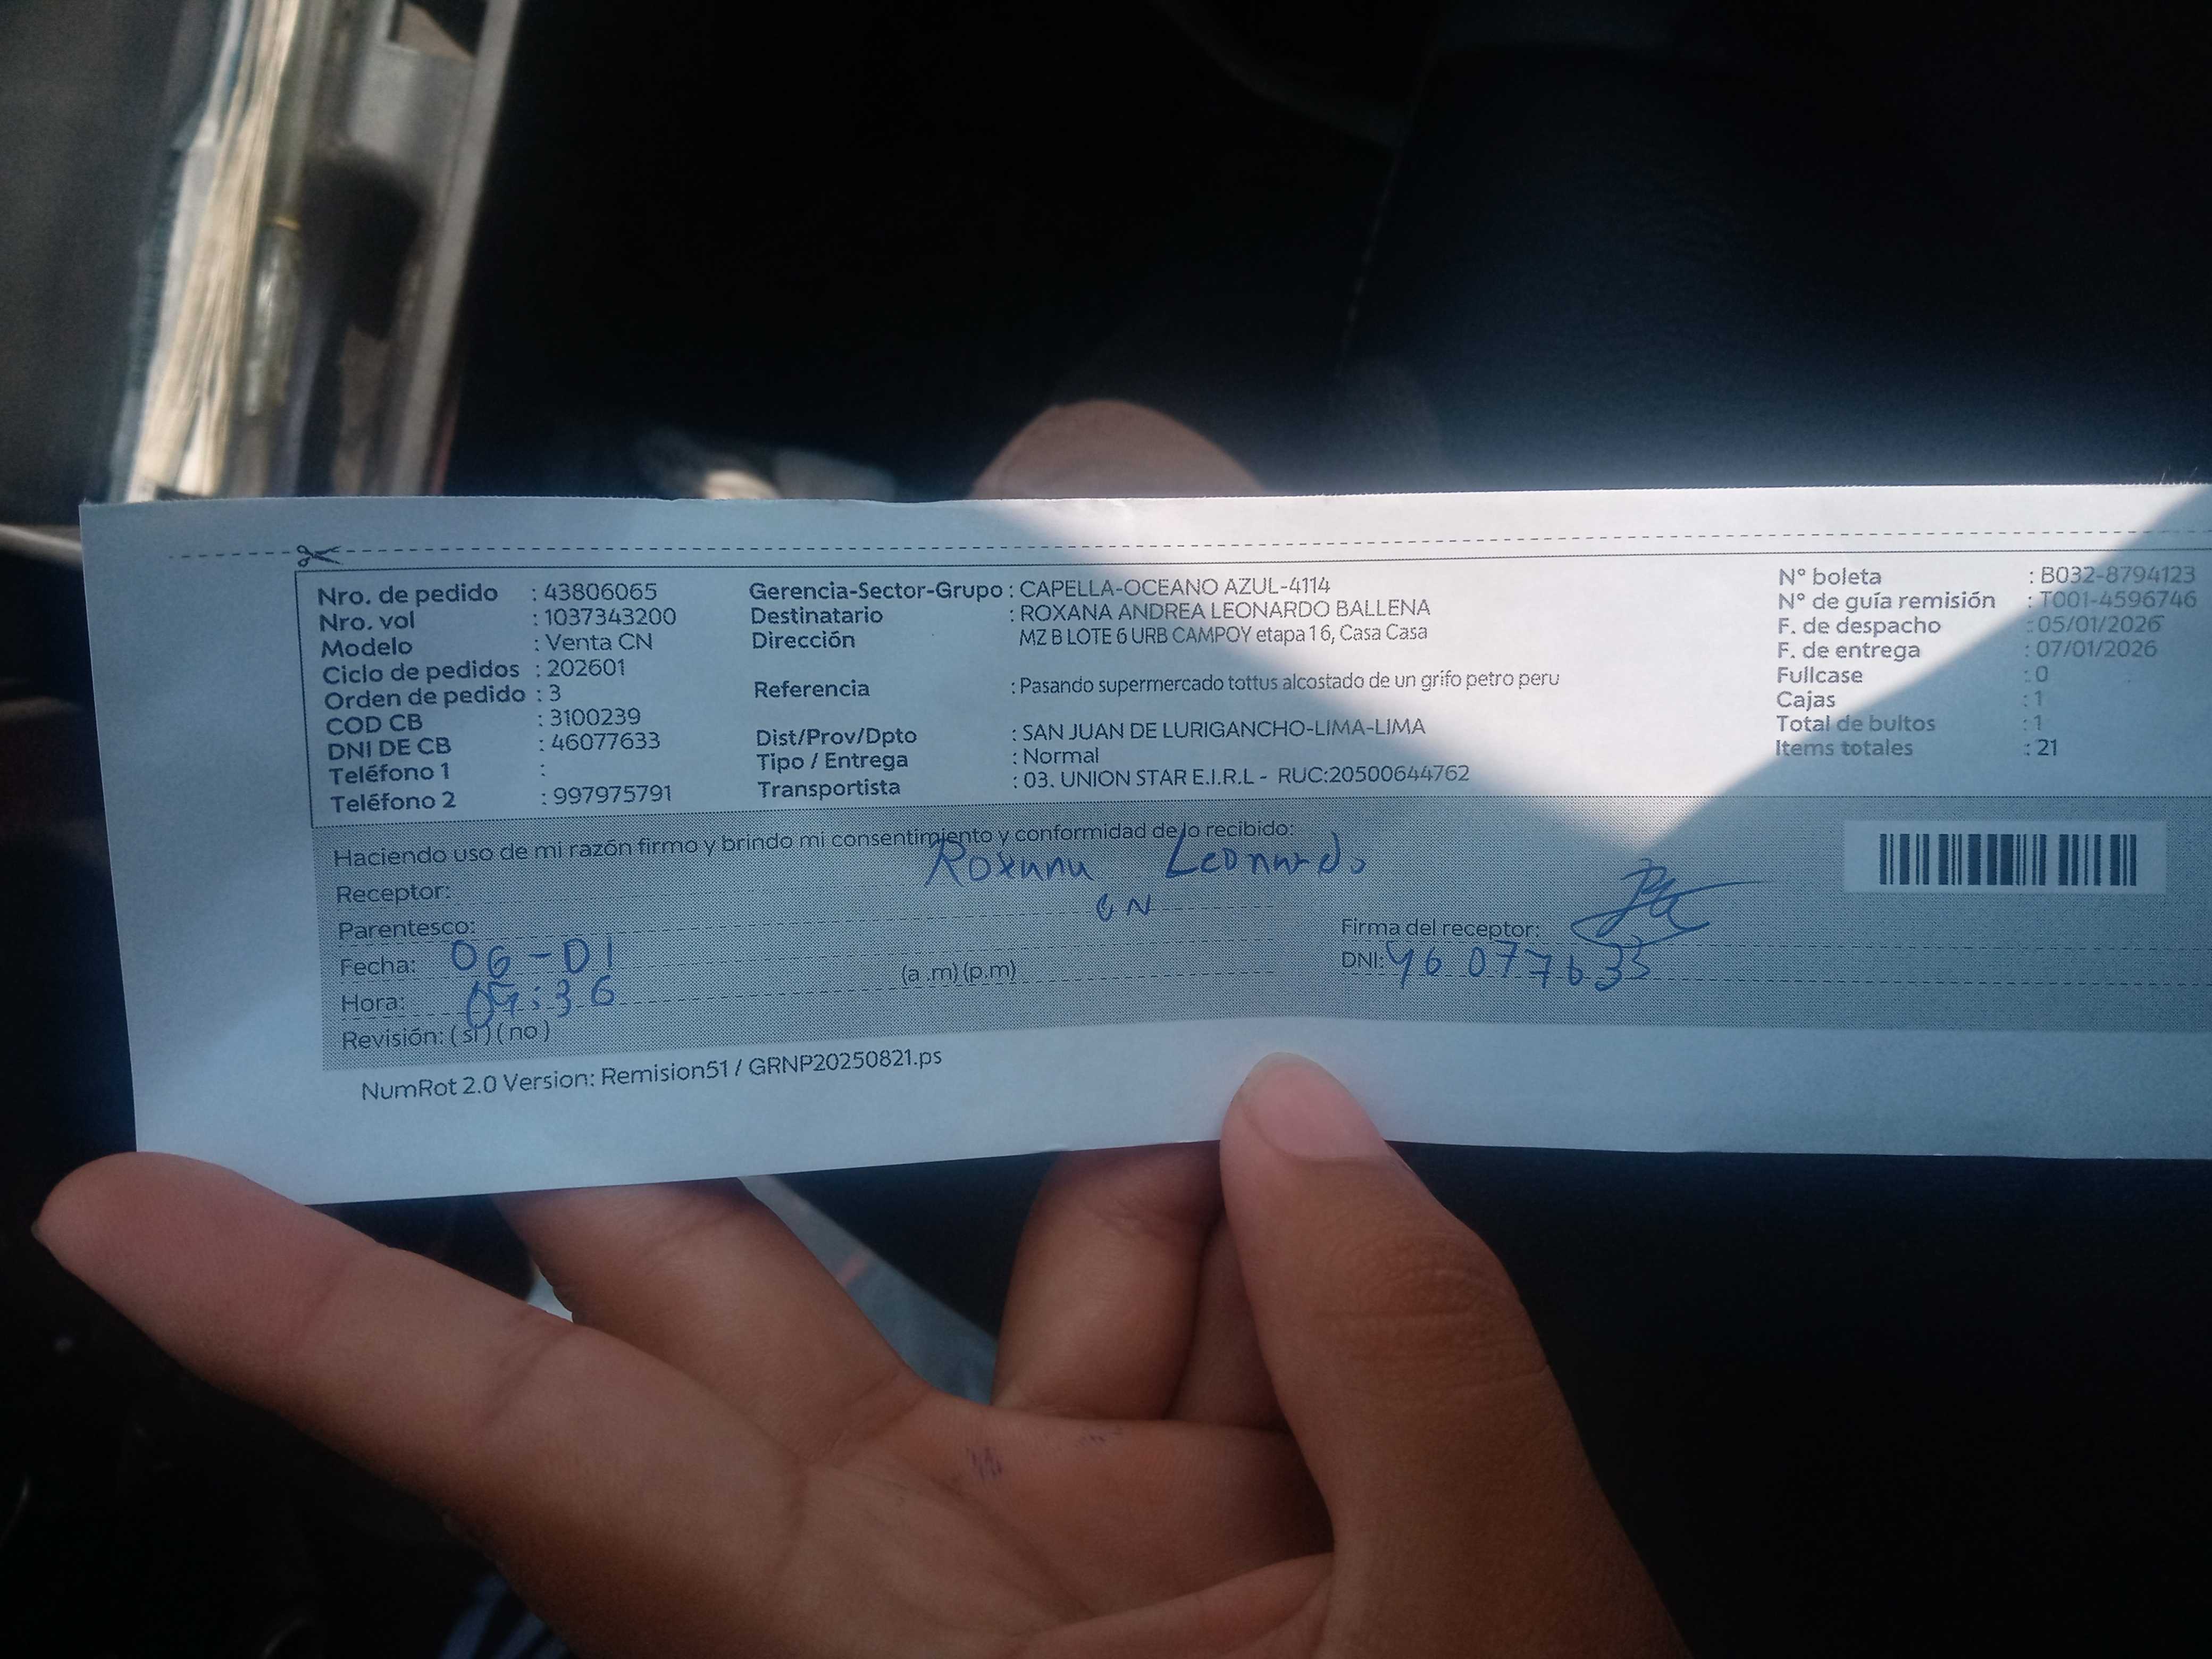 Nro. de pedido : 43806065
Nro. vol : 1037343200
Modelo : Venta CN
Ciclo de pedidos : 202601
Orden de pedido : 3
COD CB : 3100239
DNI DE CB : 46077633
Teléfono 1 :
Teléfono 2 : 997975791
Gerencia-Sector-Grupo : CAPELLA-OCEANO AZUL-4114
Destinatario : ROXANA ANDREA LEONARDO BALLENA
Dirección MZ B LOTE 6 URB CAMPOY etapa 1 6, Casa Casa
Referencia : Pasando supermercado tottus alcostado de un grifo petro peru
Dist/Prov/Dpto : SAN JUAN DE LURIGANCHO-LIMA-LIMA
Tipo / Entrega : Normal
Transportista : 03. UNION STAR E.I.R.L - RUC:20500644762
N° boleta : B032-8794123
N° de guía remisión : T001-4596746
F. de despacho : 05/01/2026
F. de entrega : 07/01/2026
Fullcase : 0
Cajas : 1
Total de bultos : 1
Items totales : 21
Haciendo uso de mi razón firmo y brindo mi consentimiento y conformidad de lo recibido:
Receptor: Roxana Leonardo
Parentesco: CN
Firma del receptor:
Fecha: 06-01
DNI: 46077633
Hora: 09:36 (a .m) (p.m)
Revisión: ( si ) ( no )
NumRot 2.0 Version: Remision51 / GRNP20250821.ps